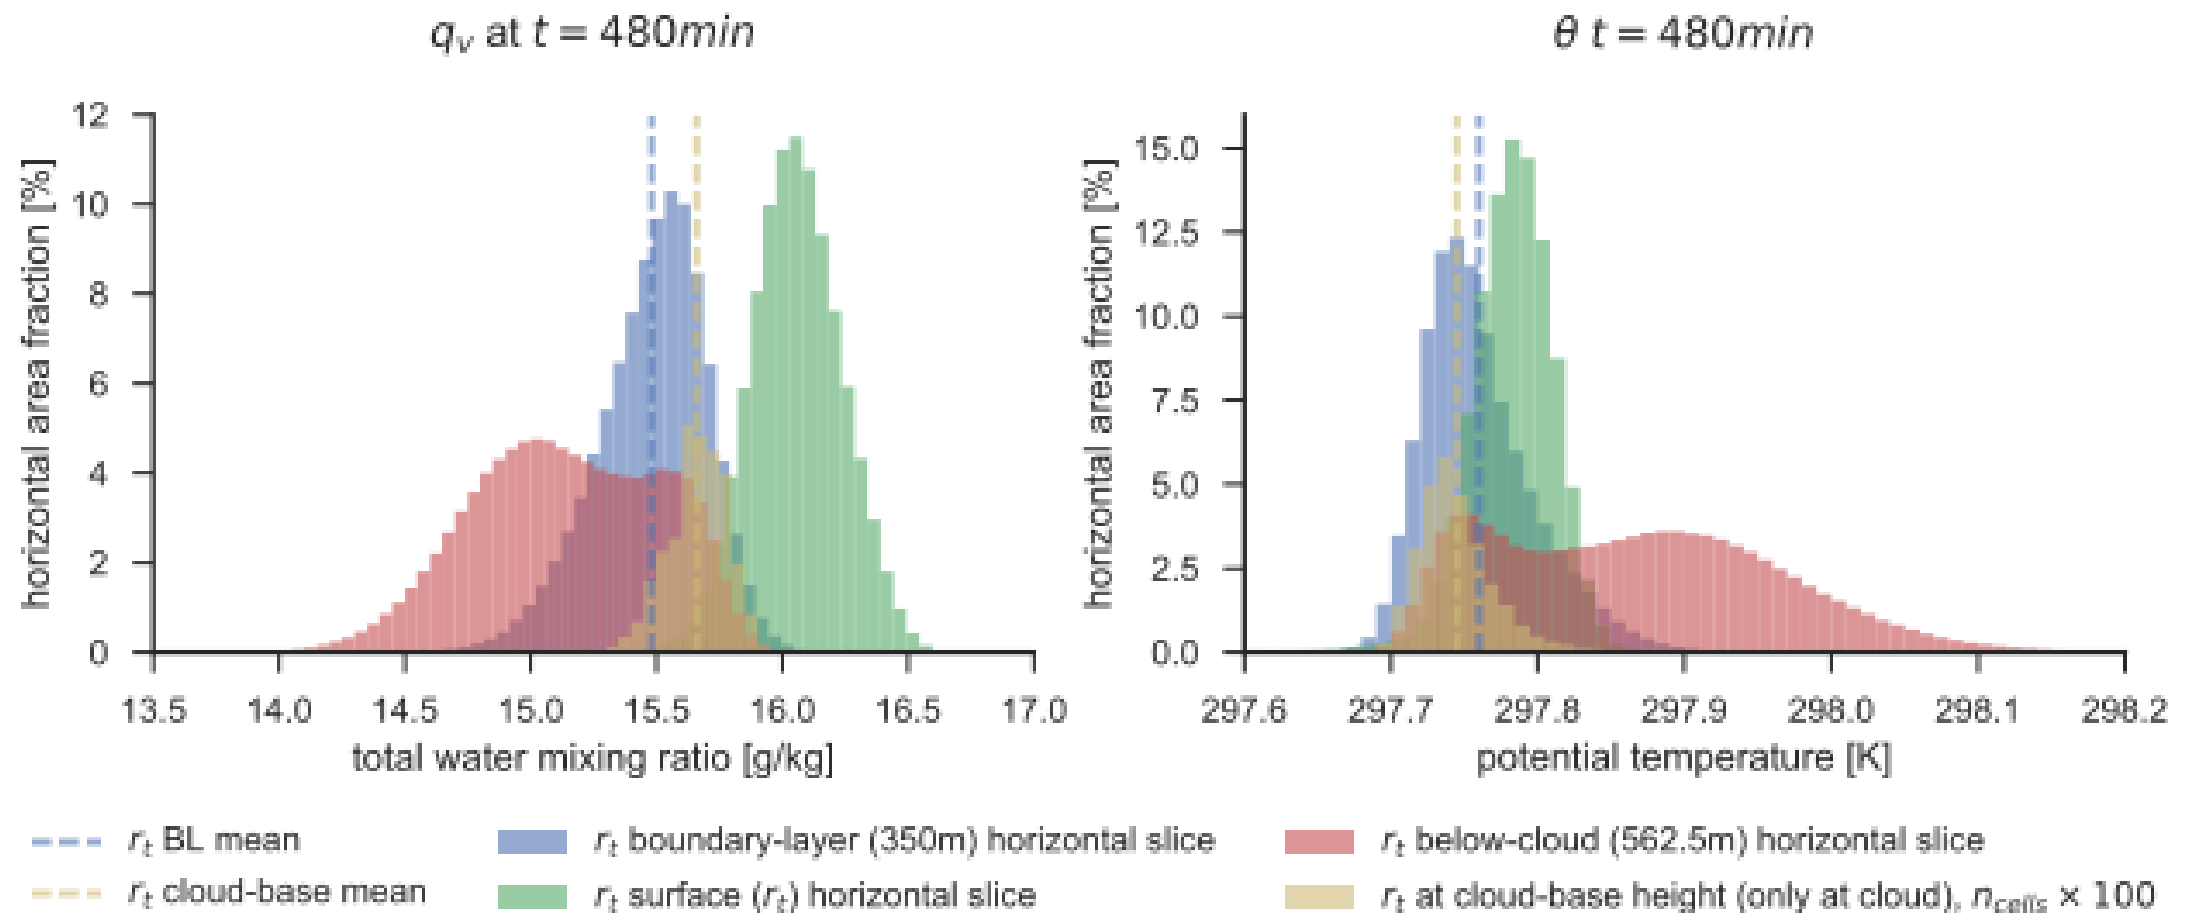 q_v at t = 480min
θ t = 480min
horizontal area fraction [%]
12
10
8
6
4
2
0
13.5 14.0 14.5 15.0 15.5 16.0 16.5 17.0
total water mixing ratio [g/kg]
horizontal area fraction [%]
15.0
12.5
10.0
7.5
5.0
2.5
0.0
297.6 297.7 297.8 297.9 298.0 298.1 298.2
potential temperature [K]
r_t BL mean
r_t cloud-base mean
r_t boundary-layer (350m) horizontal slice
r_t surface (r_t) horizontal slice
r_t below-cloud (562.5m) horizontal slice
r_t at cloud-base height (only at cloud), n_cells × 100